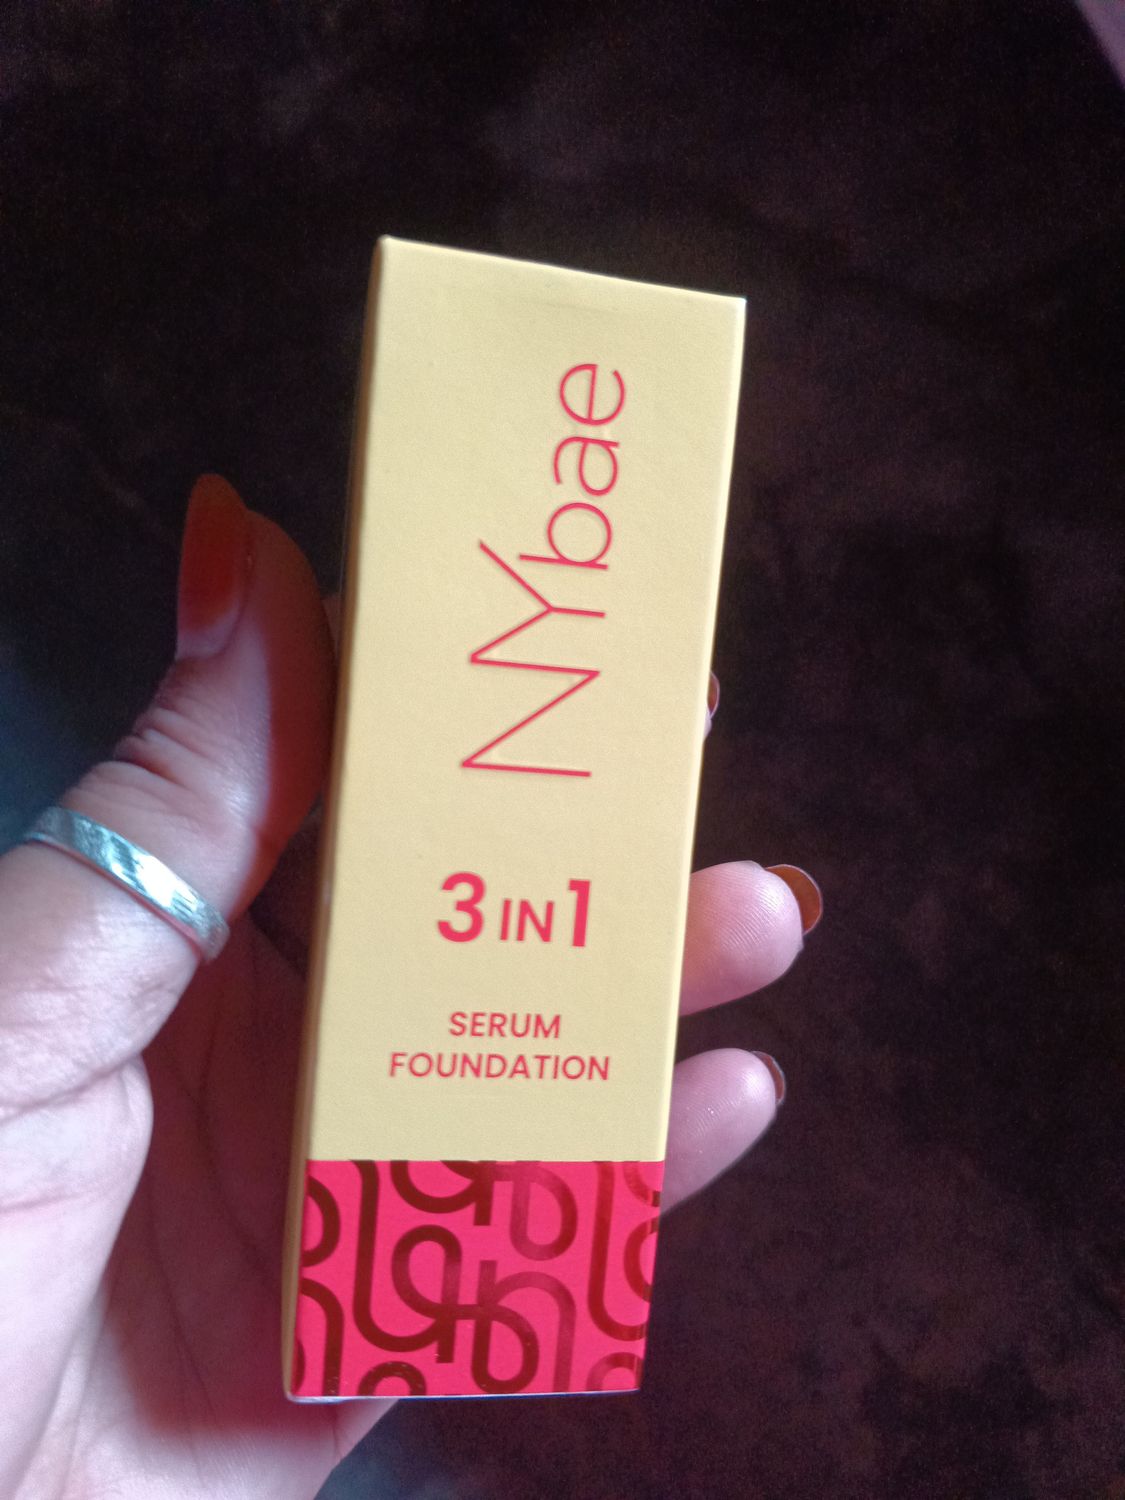 NYbae
3 IN 1
SERUM
FOUNDATION